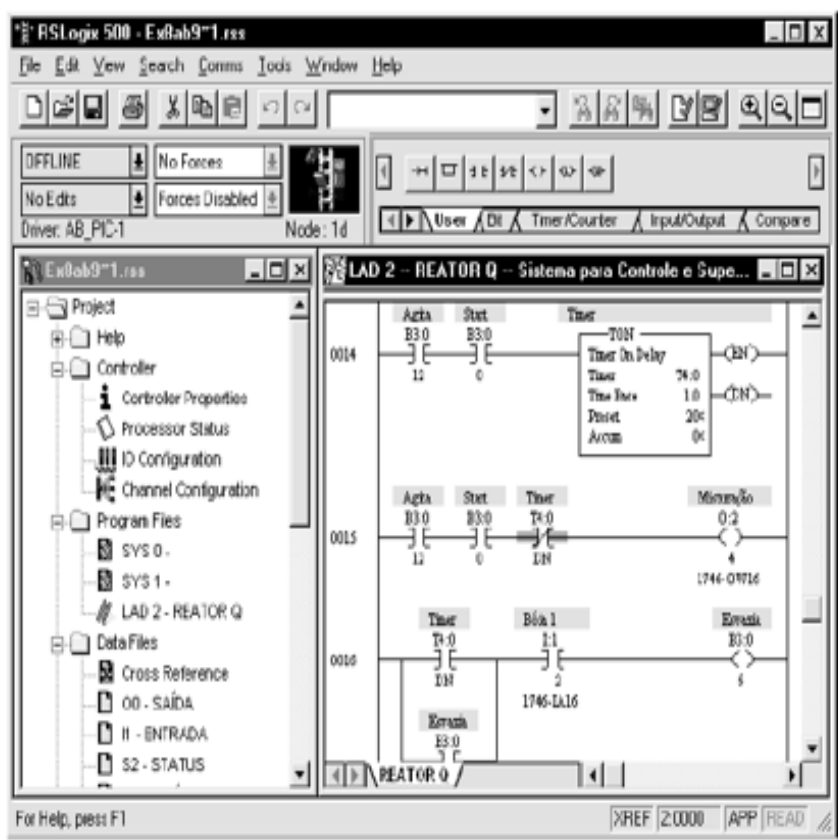 RSLogix 500 - Ex8ab9~1.rss
File Edit View Search Comms Tools Window Help
OFFLINE
No Forces
No Edits
Forces Disabled
Driver: AB_PIC-1
Node: 1d
User Bit Timer/Counter Input/Output Compare
Ex8ab9~1.rss
Project
Help
Controller
Controller Properties
Processor Status
IO Configuration
Channel Configuration
Program Files
SYS 0 -
SYS 1 -
LAD 2 - REATOR Q
Data Files
Cross Reference
O0 - SAÍDA
I1 - ENTRADA
S2 - STATUS
LAD 2 -- REATOR Q -- Sistema para Controle e Supe...
Agita Start Timer
B3:0 B3:0
0014
12 0
TON
Timer On Delay
Timer T4:0
Time Base 1.0
Preset 20<
Accum 0<
(EN)
(DN)
Agita Start Timer Misturação
B3:0 B3:0 T4:0 O:2
0015
12 0 DN 4
1746-OW16
Timer Bóia 1 Esvazia
T4:0 I:1 B3:0
0016
DN 2 6
1746-IA16
Esvazia
B3:0
REATOR Q
For Help, press F1
XREF 2:0000 APP READ